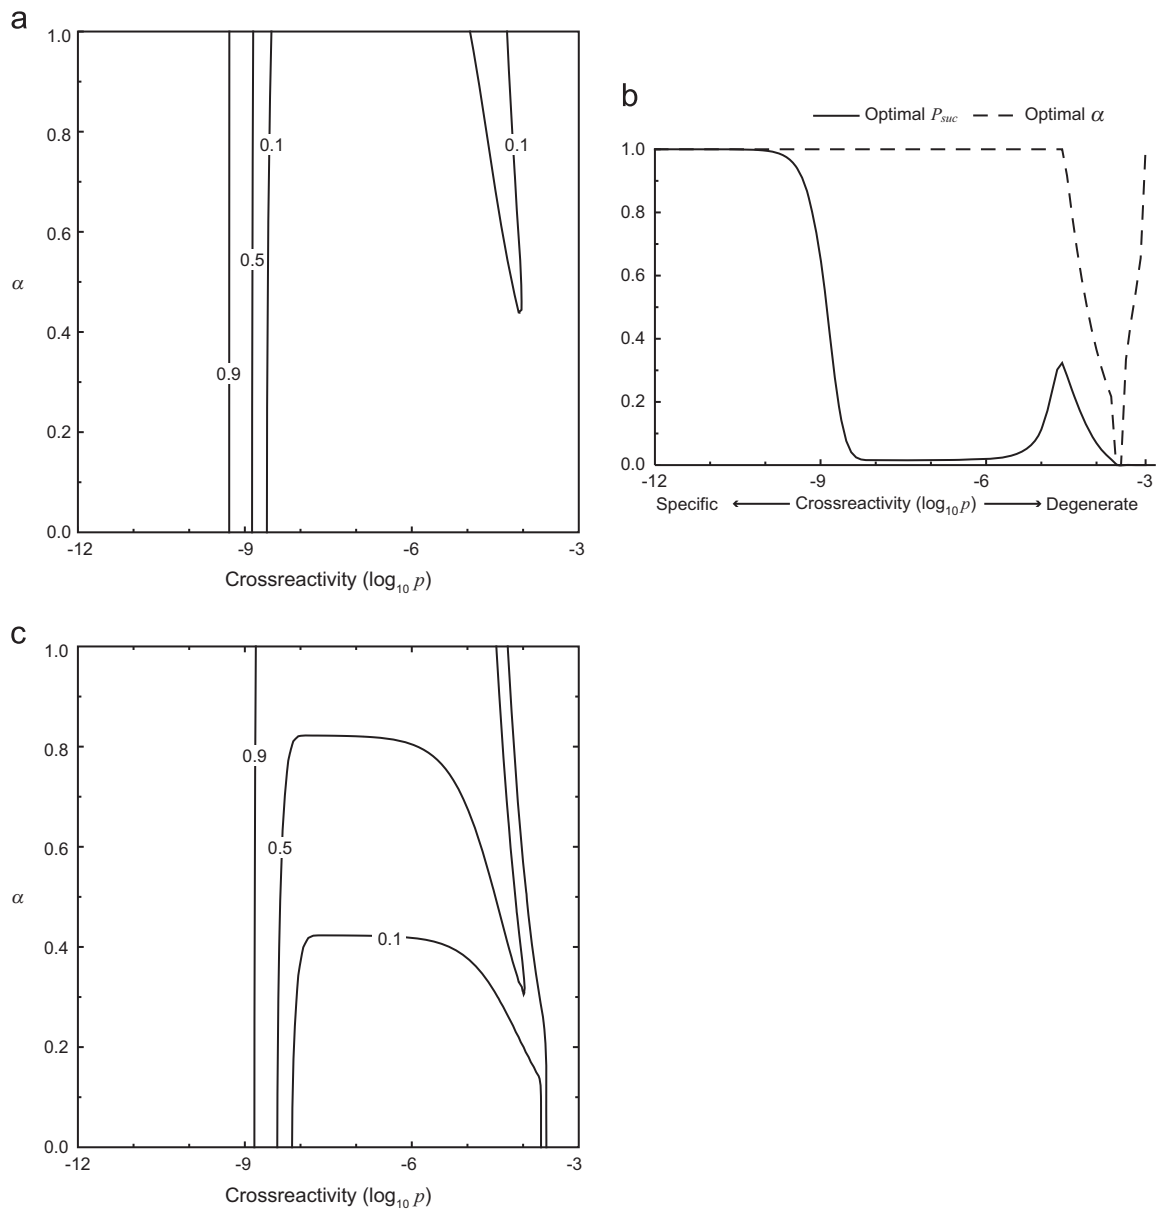 a
1.0
0.8
0.6
0.4
0.2
0.0
α
0.1
0.1
0.5
0.9
-12 -9 -6 -3
Crossreactivity (log10 p)
b
Optimal Psuc Optimal α
1.0
0.8
0.6
0.4
0.2
0.0
-12 -9 -6 -3
Specific Crossreactivity (log10 p) Degenerate
c
1.0
0.8
0.6
0.4
0.2
0.0
α
0.9
0.5
0.1
-12 -9 -6 -3
Crossreactivity (log10 p)